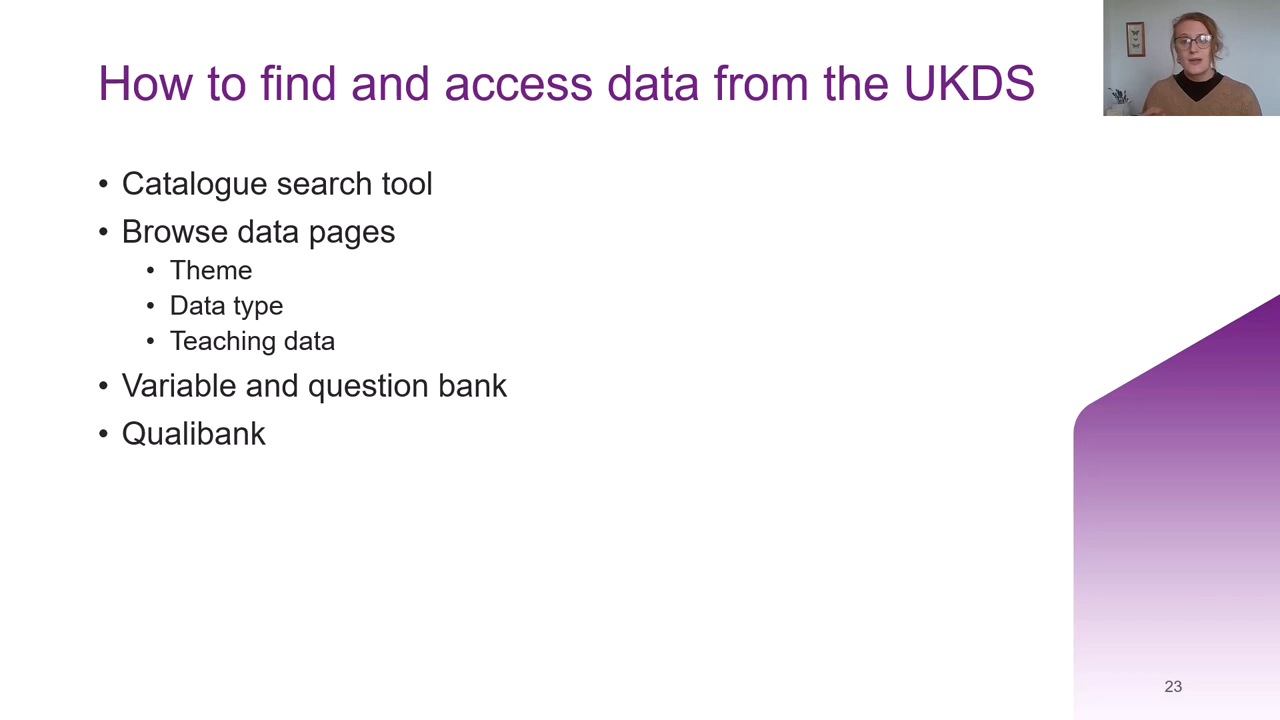 How to find and access data from the UKDS
• Catalogue search tool
• Browse data pages
• Theme
• Data type
• Teaching data
• Variable and question bank
• Qualibank
23